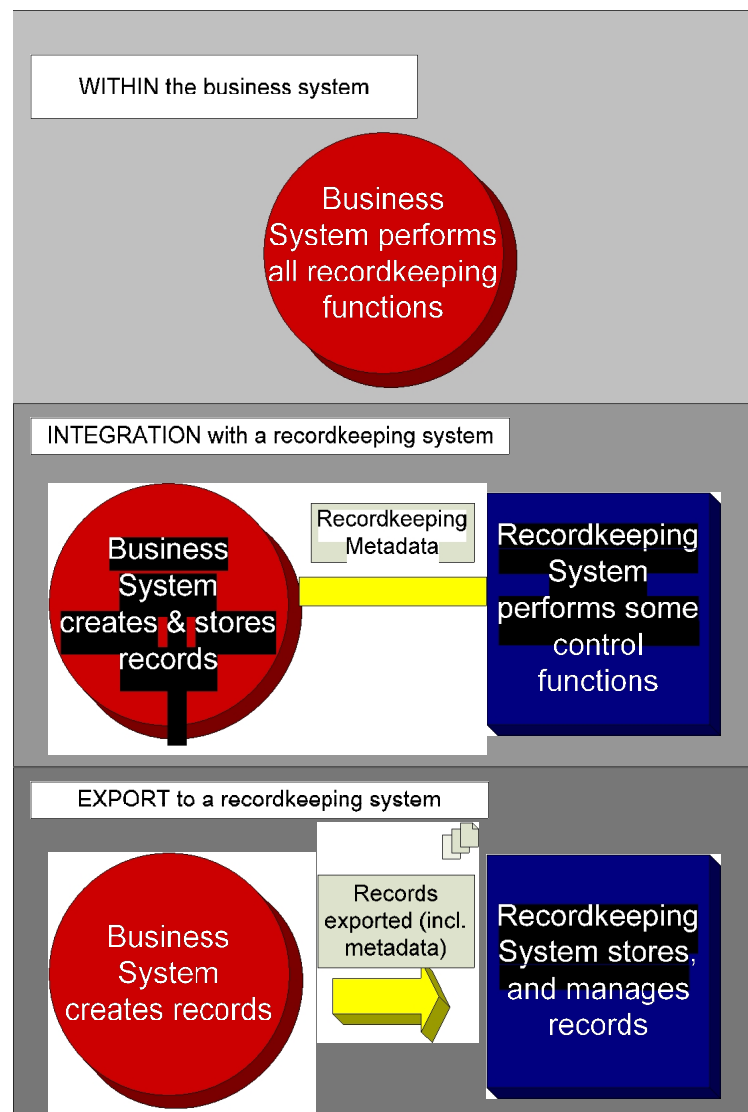 WITHIN the business system
Business
System performs
all recordkeeping
functions
INTEGRATION with a recordkeeping system
Business
System
creates & stores
records
Recordkeeping
Metadata
Recordkeeping
System
performs some
control
functions
EXPORT to a recordkeeping system
Business
System
creates records
Records
exported (incl.
metadata)
Recordkeeping
System stores,
and manages
records